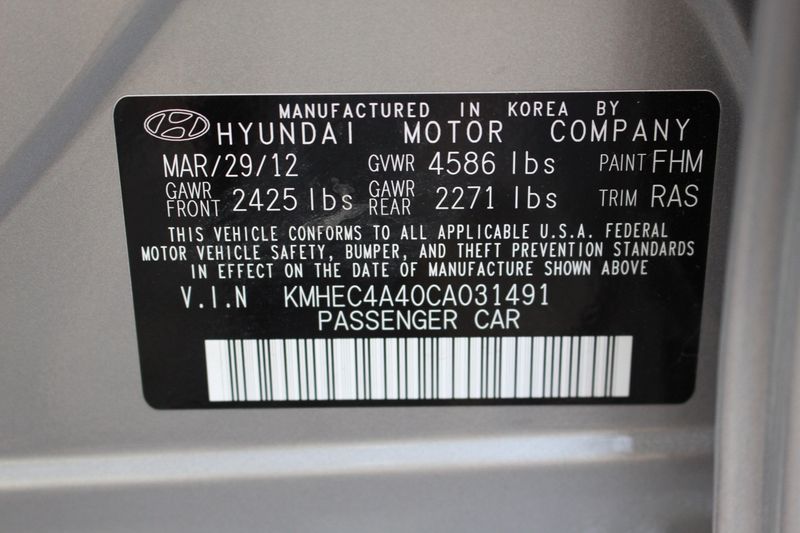 MANUFACTURED IN KOREA BY
HYUNDAI MOTOR COMPANY
MAR/29/12 GVWR 4586 lbs PAINT FHM
GAWR FRONT 2425 lbs GAWR REAR 2271 lbs TRIM RAS
THIS VEHICLE CONFORMS TO ALL APPLICABLE U.S.A. FEDERAL
MOTOR VEHICLE SAFETY, BUMPER, AND THEFT PREVENTION STANDARDS
IN EFFECT ON THE DATE OF MANUFACTURE SHOWN ABOVE
V.I.N KMHEC4A40CA031491
PASSENGER CAR